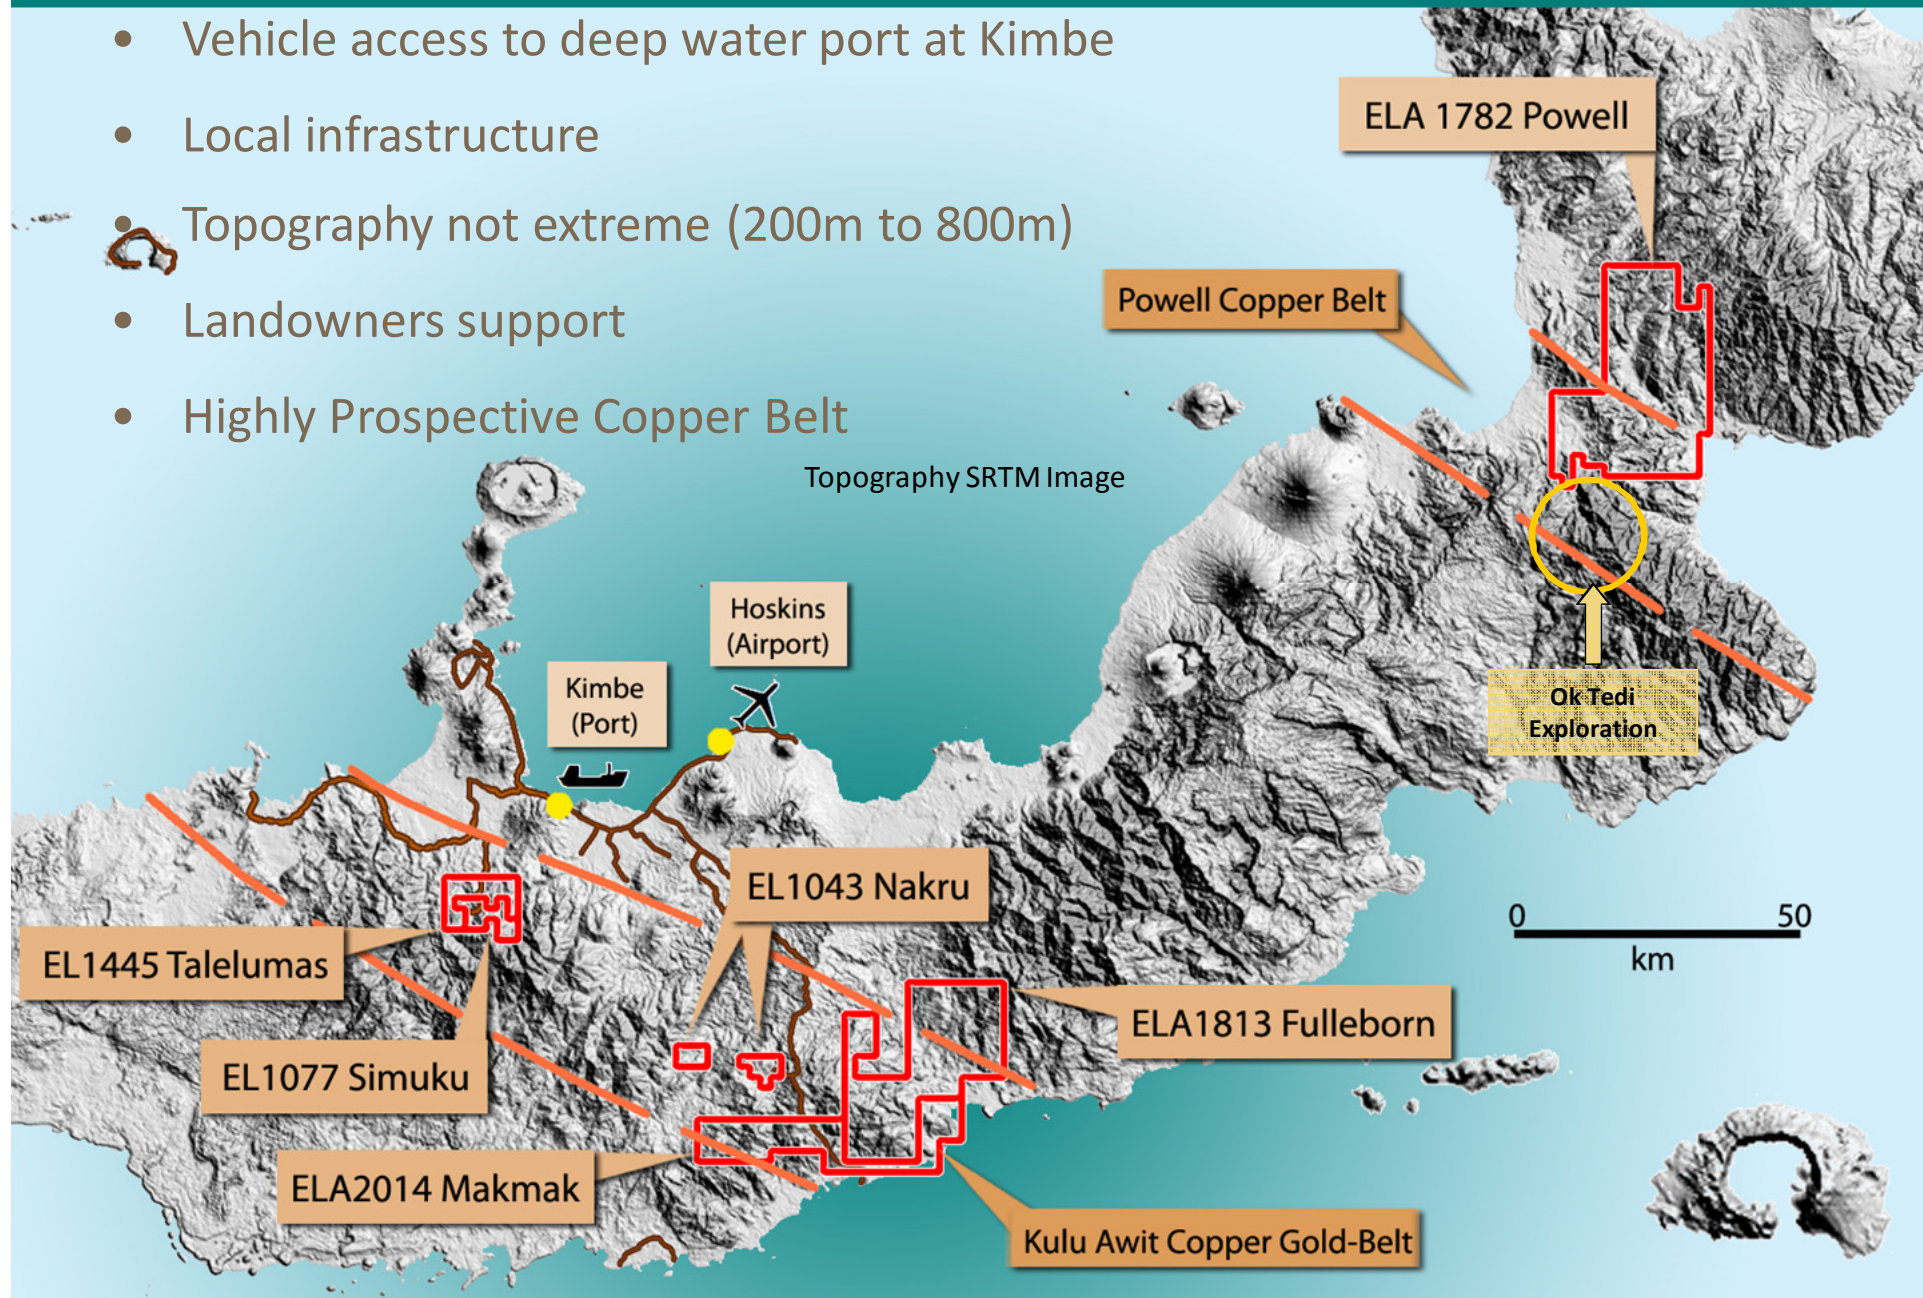 • Vehicle access to deep water port at Kimbe
• Local infrastructure
• Topography not extreme (200m to 800m)
• Landowners support
• Highly Prospective Copper Belt
Topography SRTM Image
ELA 1782 Powell
Powell Copper Belt
Hoskins
(Airport)
Kimbe
(Port)
Ok Tedi
Exploration
EL1043 Nakru
0 50
km
EL1445 Talelumas
ELA1813 Fulleborn
EL1077 Simuku
ELA2014 Makmak
Kulu Awit Copper Gold-Belt